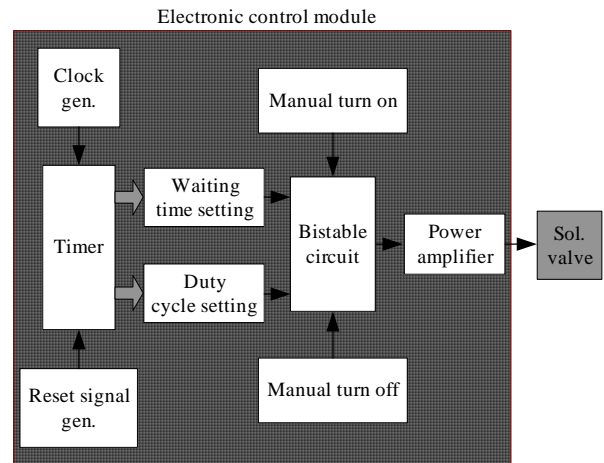 Electronic control module
Clock
gen.
Manual turn on
Waiting
time setting
Timer
Bistable
circuit
Power
amplifier
Sol.
valve
Duty
cycle setting
Reset signal
gen.
Manual turn off